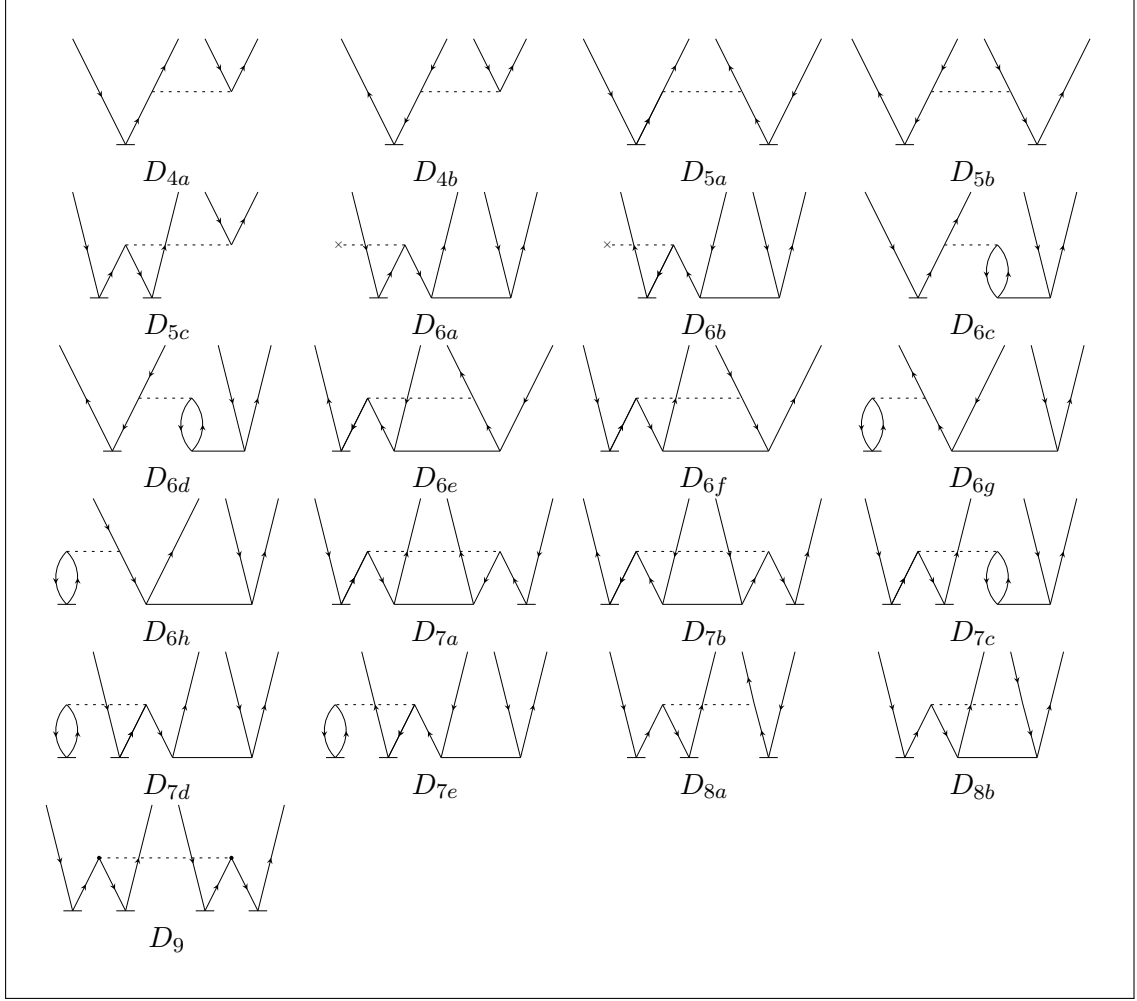 D4a D4b D5a D5b
D5c D6a D6b D6c
D6d D6e D6f D6g
D6h D7a D7b D7c
D7d D7e D8a D8b
D9